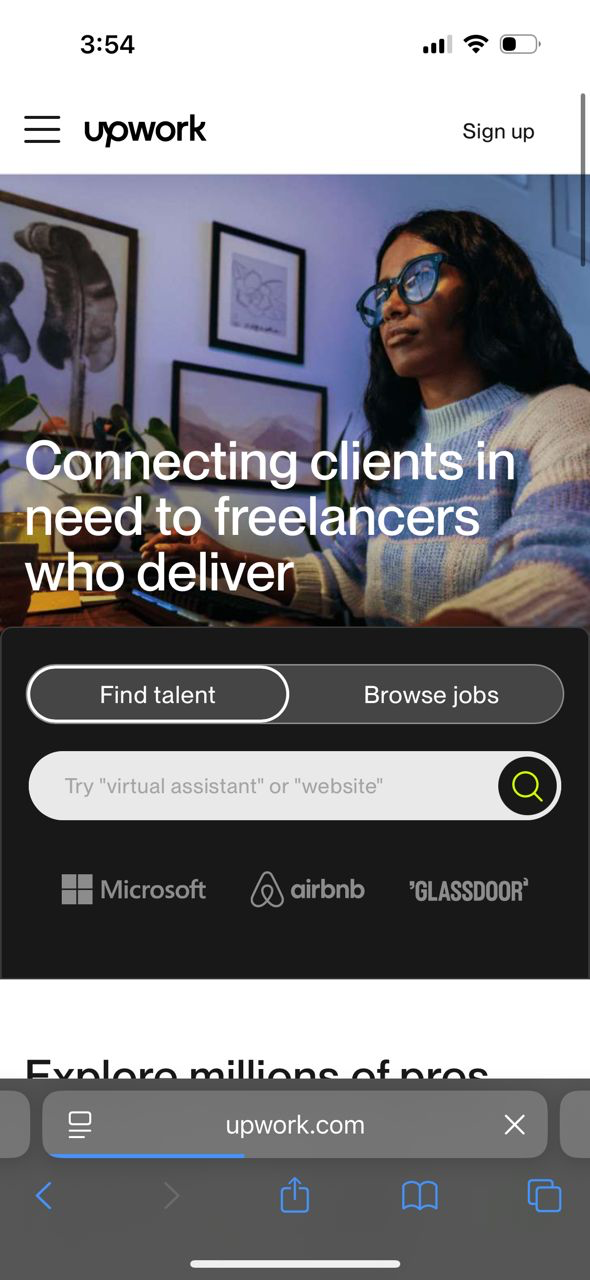 3:54
upwork
Sign up
Connecting clients in
need to freelancers
who deliver
Find talent
Browse jobs
Try "virtual assistant" or "website"
Microsoft
airbnb
'GLASSDOOR'
Explore millions of pros
upwork.com